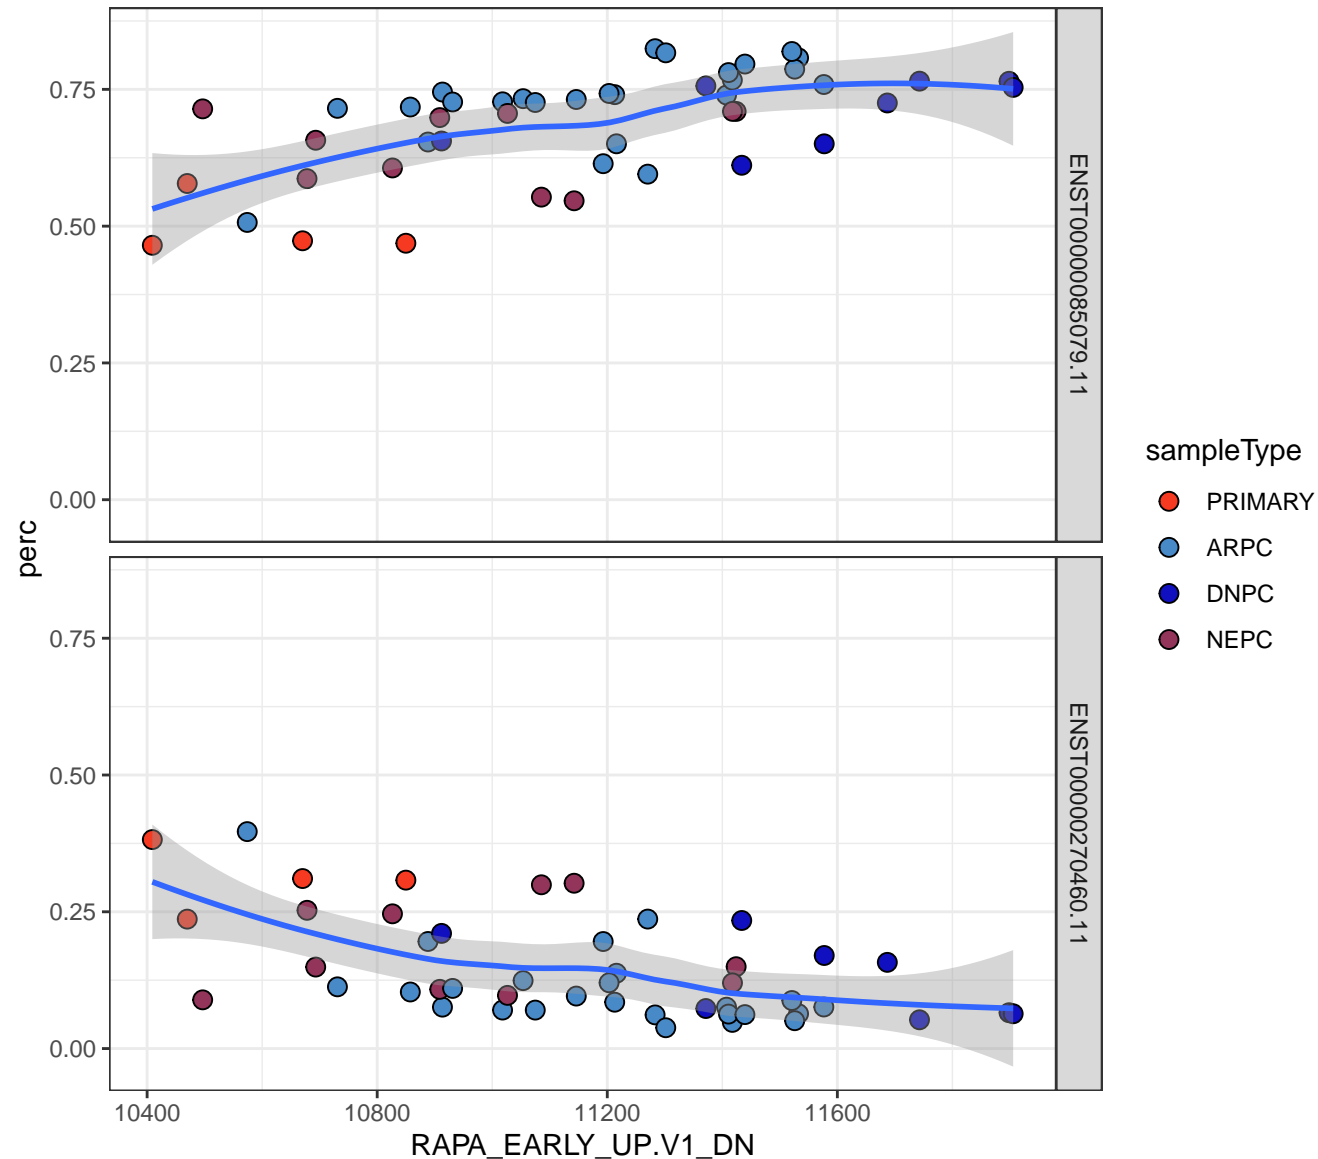 perc
0.75
0.50
0.25
0.00
ENST00000085079.11
0.75
0.50
0.25
0.00
ENST00000270460.11
10400 10800 11200 11600
RAPA_EARLY_UP.V1_DN
sampleType
PRIMARY
ARPC
DNPC
NEPC